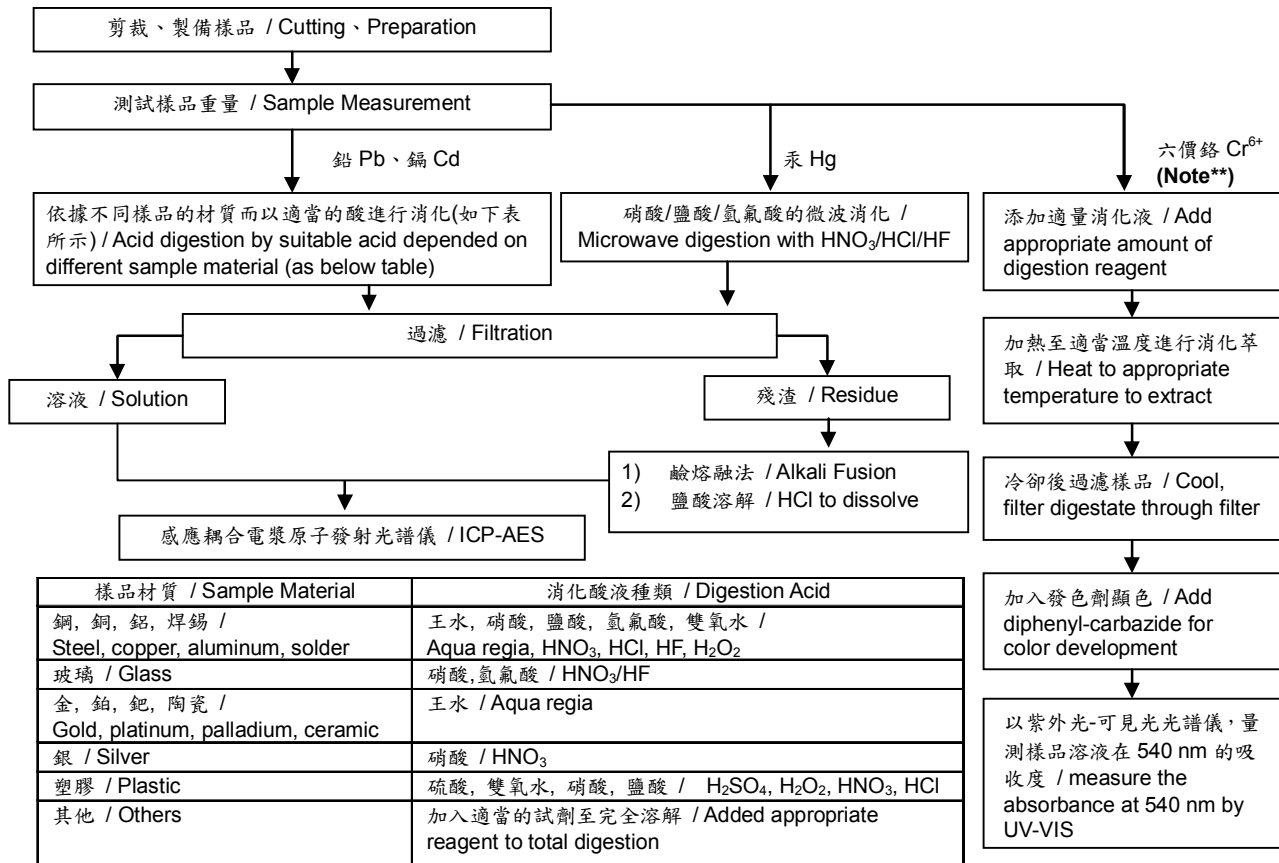 剪裁、製備樣品 / Cutting、Preparation
測試樣品重量 / Sample Measurement
鉛 Pb、鎘 Cd
汞 Hg
六價鉻 Cr⁶⁺
(Note**)
依據不同樣品的材質而以適當的酸進行消化(如下表
所示) / Acid digestion by suitable acid depended on
different sample material (as below table)
硝酸/鹽酸/氫氟酸的微波消化 /
Microwave digestion with HNO₃/HCl/HF
添加適量消化液 / Add
appropriate amount of
digestion reagent
過濾 / Filtration
加熱至適當溫度進行消化萃
取 / Heat to appropriate
temperature to extract
溶液 / Solution
殘渣 / Residue
1) 鹼熔融法 / Alkali Fusion
2) 鹽酸溶解 / HCl to dissolve
冷卻後過濾樣品 / Cool,
filter digestate through filter
感應耦合電漿原子發射光譜儀 / ICP-AES
加入發色劑顯色 / Add
diphenyl-carbazide for
color development
以紫外光-可見光光譜儀，量
測樣品溶液在 540 nm 的吸
收度 / measure the
absorbance at 540 nm by
UV-VIS
樣品材質 / Sample Material
消化酸液種類 / Digestion Acid
鋼, 銅, 鋁, 焊錫 /
Steel, copper, aluminum, solder
王水, 硝酸, 鹽酸, 氫氟酸, 雙氧水 /
Aqua regia, HNO₃, HCl, HF, H₂O₂
玻璃 / Glass
硝酸,氫氟酸 / HNO₃/HF
金, 鉑, 鈀, 陶瓷 /
Gold, platinum, palladium, ceramic
王水 / Aqua regia
銀 / Silver
硝酸 / HNO₃
塑膠 / Plastic
硫酸, 雙氧水, 硝酸, 鹽酸 / H₂SO₄, H₂O₂, HNO₃, HCl
其他 / Others
加入適當的試劑至完全溶解 / Added appropriate
reagent to total digestion